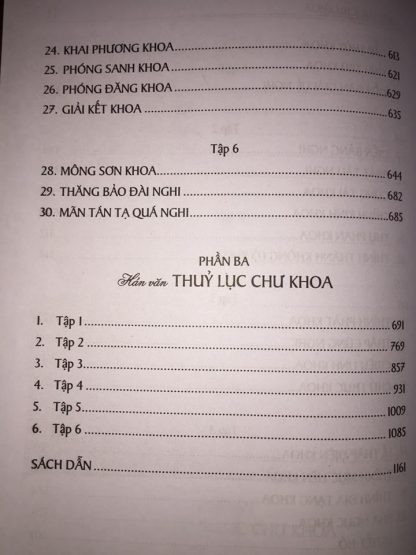 24. KHAI PHƯƠNG KHOA 613
25. PHÓNG SANH KHOA 621
26. PHÓNG ĐĂNG KHOA 629
27. GIẢI KẾT KHOA 635
Tập 6
28. MÔNG SƠN KHOA 644
29. THĂNG BẢO ĐÀI NGHI 682
30. MÃN TÁN TẠ QUÁ NGHI 685
PHẦN BA
Hán văn THUỶ LỤC CHƯ KHOA
1. Tập 1 691
2. Tập 2 769
3. Tập 3 857
4. Tập 4 931
5. Tập 5 1009
6. Tập 6 1085
SÁCH DẪN 1161